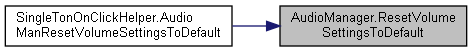 SingleTonOnClickHelper.Audio
ManResetVolumeSettingsToDefault
AudioManager.ResetVolume
SettingsToDefault